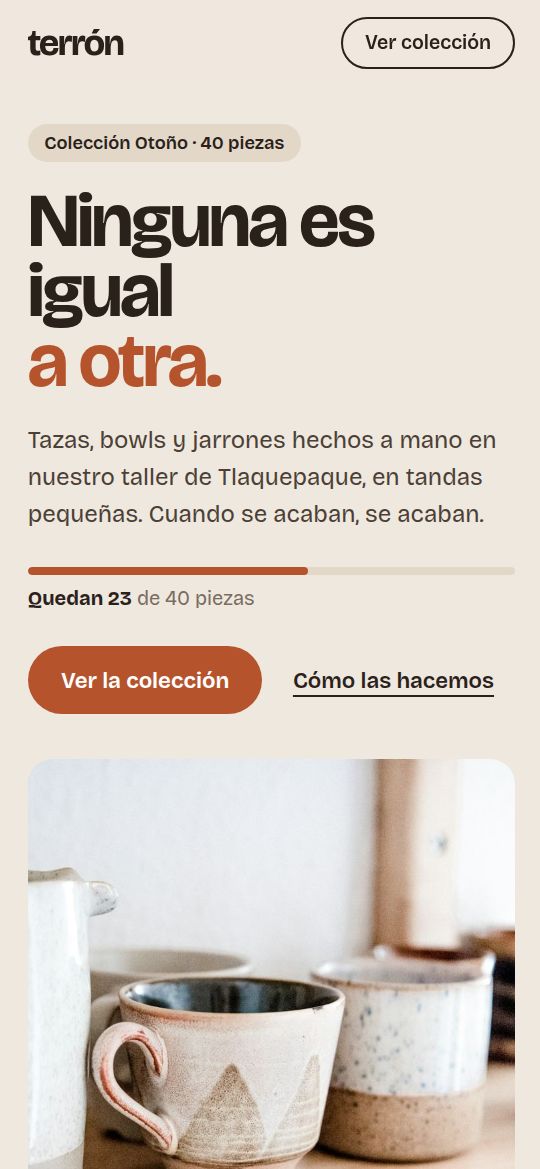 terrón
Ver colección
Colección Otoño · 40 piezas
Ninguna es
igual
a otra.
Tazas, bowls y jarrones hechos a mano en
nuestro taller de Tlaquepaque, en tandas
pequeñas. Cuando se acaban, se acaban.
Quedan 23 de 40 piezas
Ver la colección
Cómo las hacemos